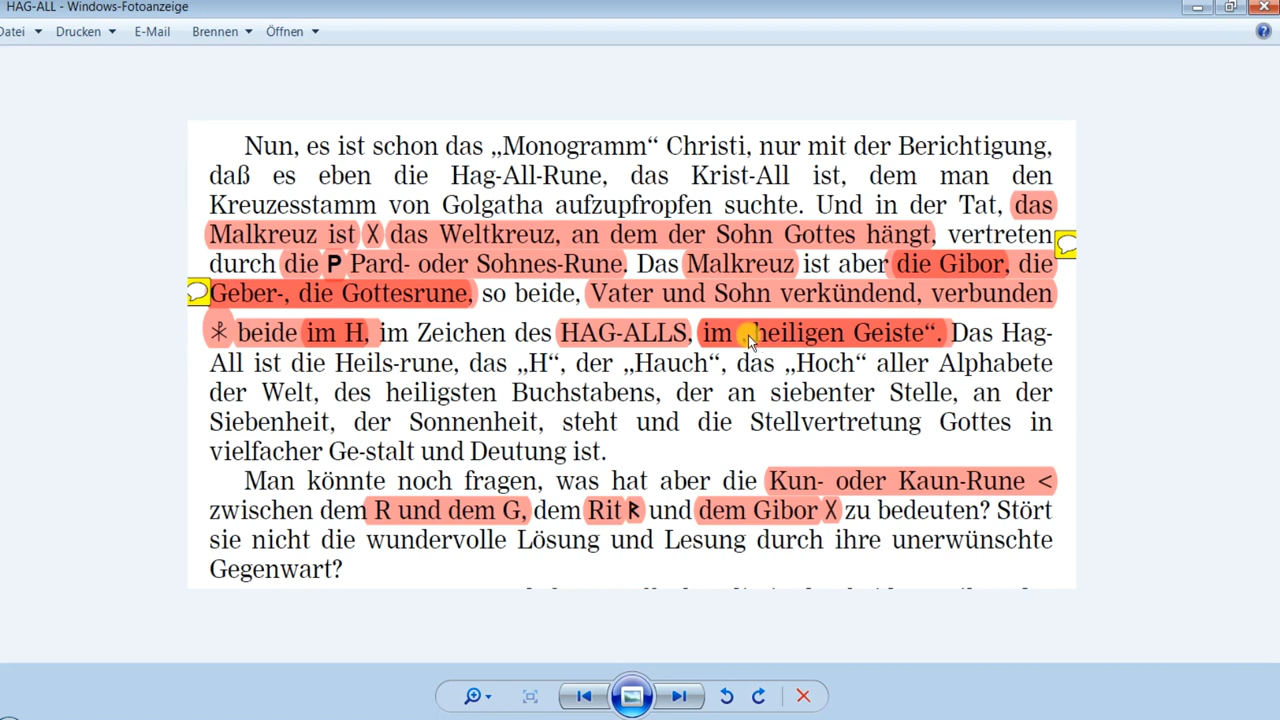 HAG-ALL - Windows-Fotoanzeige
Datei Drucken E-Mail Brennen Öffnen
Nun, es ist schon das „Monogramm“ Christi, nur mit der Berichtigung,
daß es eben die Hag-All-Rune, das Krist-All ist, dem man den
Kreuzesstamm von Golgatha aufzupfropfen suchte. Und in der Tat, das
Malkreuz ist X das Weltkreuz, an dem der Sohn Gottes hängt, vertreten
durch die P Pard- oder Sohnes-Rune. Das Malkreuz ist aber die Gibor, die
Geber-, die Gottesrune, so beide, Vater und Sohn verkündend, verbunden
beide im H, im Zeichen des HAG-ALLS, im „heiligen Geiste“. Das Hag-
All ist die Heils-rune, das „H“, der „Hauch“, das „Hoch“ aller Alphabete
der Welt, des heiligsten Buchstabens, der an siebenter Stelle, an der
Siebenheit, der Sonnenheit, steht und die Stellvertretung Gottes in
vielfacher Ge-stalt und Deutung ist.
Man könnte noch fragen, was hat aber die Kun- oder Kaun-Rune <
zwischen dem R und dem G, dem Rit ᚱ und dem Gibor X zu bedeuten? Stört
sie nicht die wundervolle Lösung und Lesung durch ihre unerwünschte
Gegenwart?